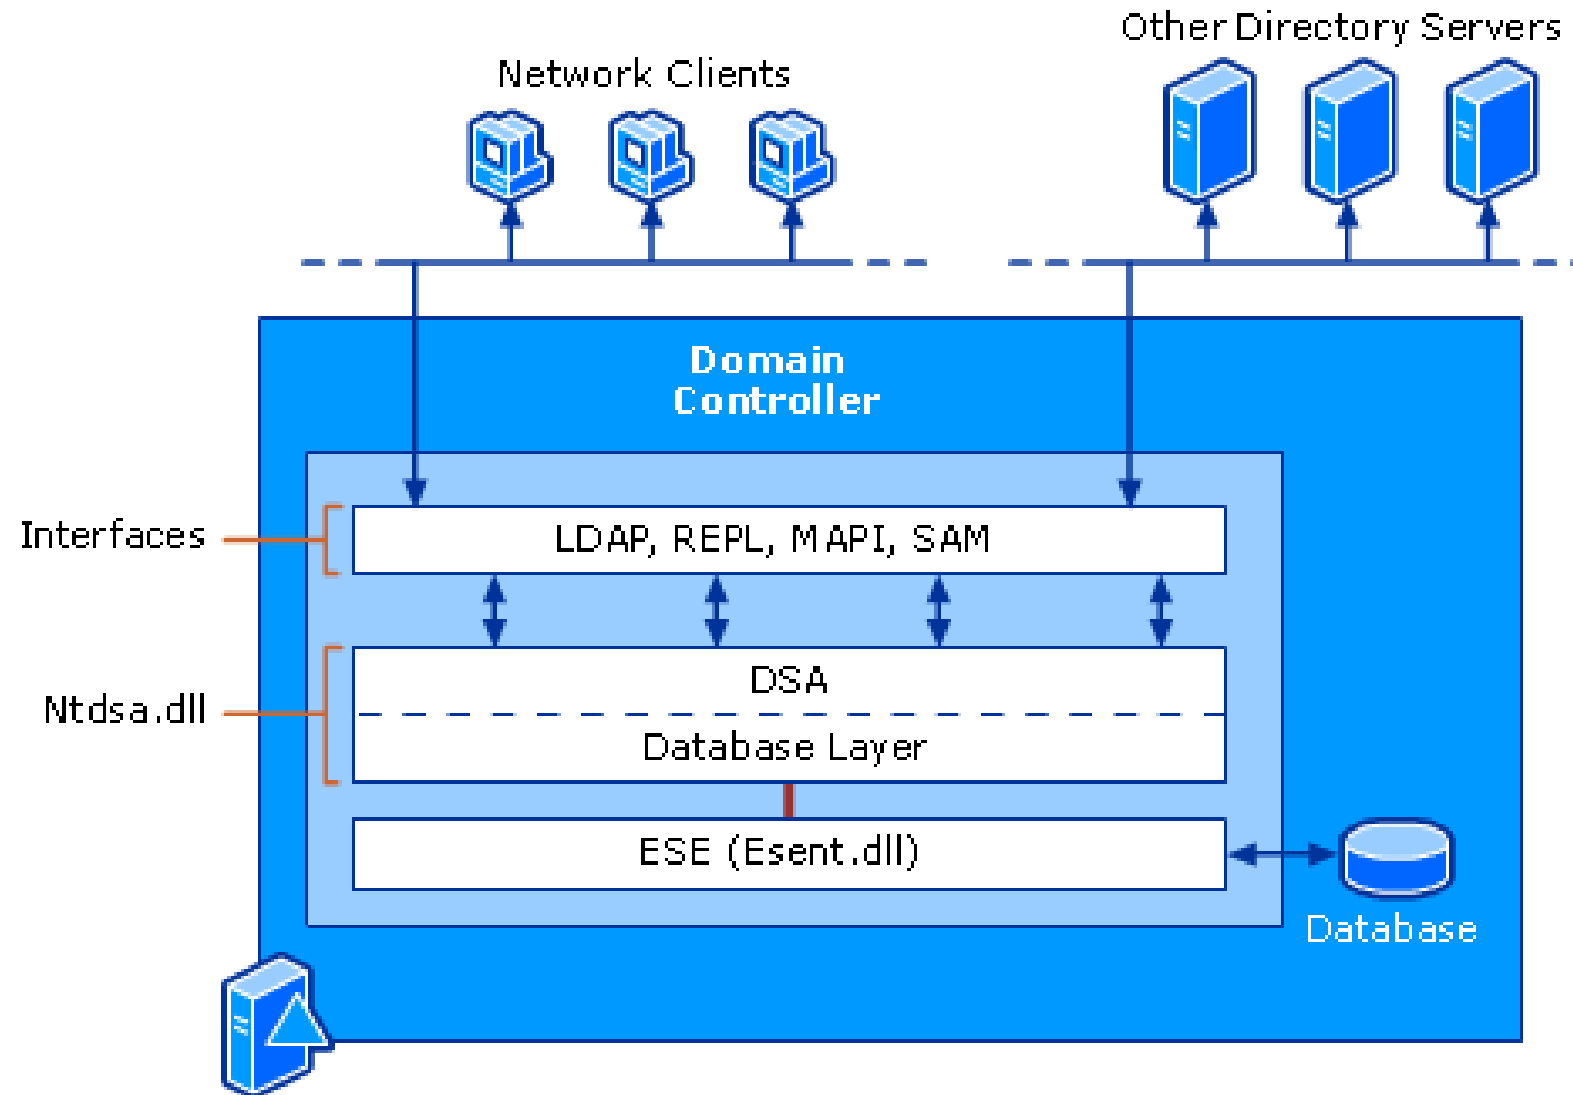 Other Directory Servers
Network Clients
Domain
Controller
Interfaces
LDAP, REPL, MAPI, SAM
Ntdsa.dll
DSA
Database Layer
ESE (Esent.dll)
Database